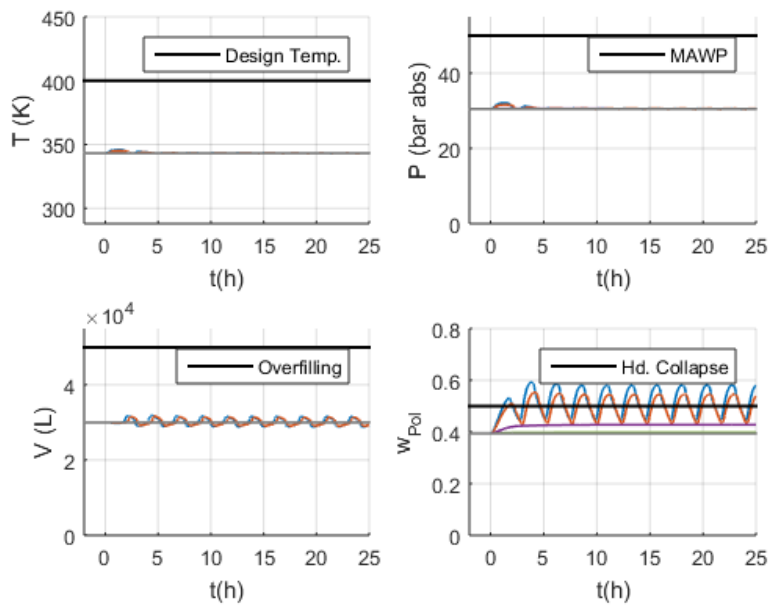 450
400
350
300
T (K)
Design Temp.
0 5 10 15 20 25
t(h)
40
20
0
P (bar abs)
MAWP
0 5 10 15 20 25
t(h)
×10^4
4
2
0
V (L)
Overfilling
0 5 10 15 20 25
t(h)
0.8
0.6
0.4
0.2
0
w_Pol
Hd. Collapse
0 5 10 15 20 25
t(h)